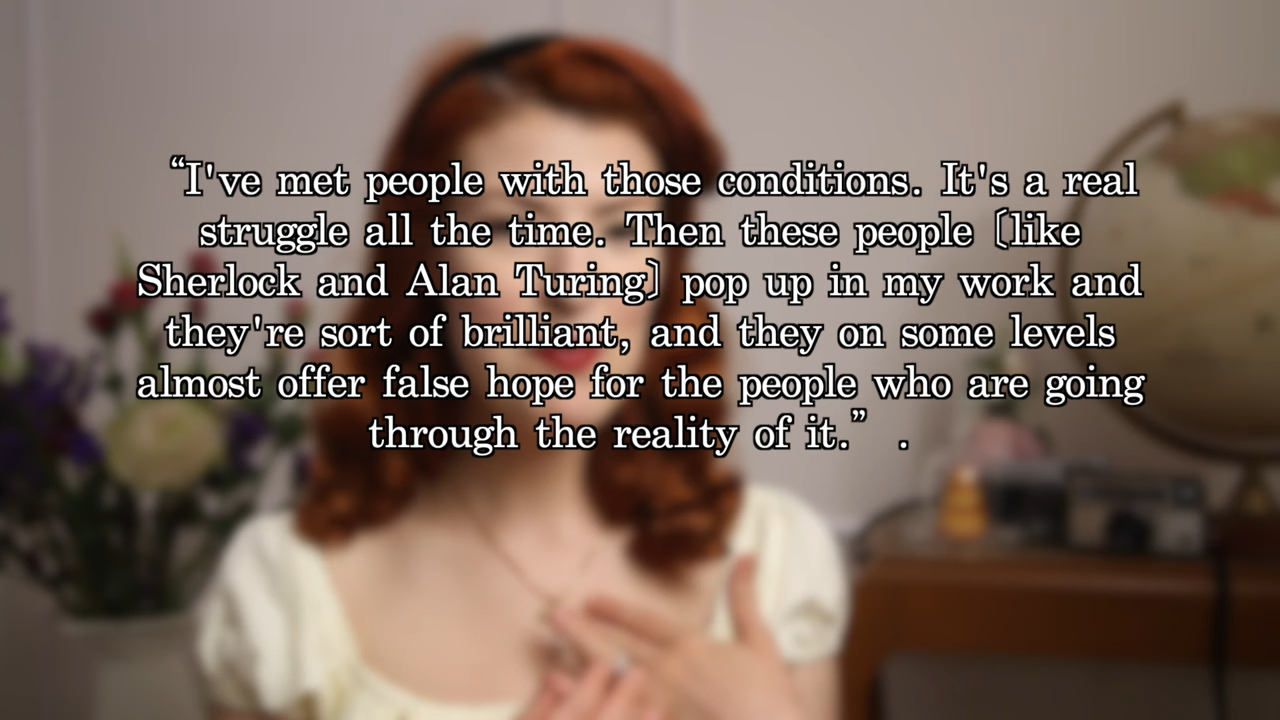 “I've met people with those conditions. It's a real
struggle all the time. Then these people [like
Sherlock and Alan Turing] pop up in my work and
they're sort of brilliant, and they on some levels
almost offer false hope for the people who are going
through the reality of it.” .